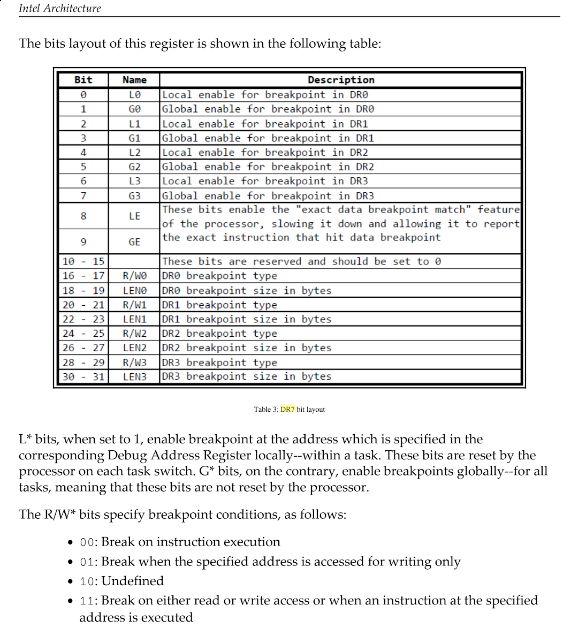 Intel Architecture
The bits layout of this register is shown in the following table:
Bit Name Description
0 L0 Local enable for breakpoint in DR0
1 G0 Global enable for breakpoint in DR0
2 L1 Local enable for breakpoint in DR1
3 G1 Global enable for breakpoint in DR1
4 L2 Local enable for breakpoint in DR2
5 G2 Global enable for breakpoint in DR2
6 L3 Local enable for breakpoint in DR3
7 G3 Global enable for breakpoint in DR3
8 LE These bits enable the "exact data breakpoint match" feature
of the processor, slowing it down and allowing it to report
9 GE the exact instruction that hit data breakpoint
10 - 15 These bits are reserved and should be set to 0
16 - 17 R/W0 DR0 breakpoint type
18 - 19 LEN0 DR0 breakpoint size in bytes
20 - 21 R/W1 DR1 breakpoint type
22 - 23 LEN1 DR1 breakpoint size in bytes
24 - 25 R/W2 DR2 breakpoint type
26 - 27 LEN2 DR2 breakpoint size in bytes
28 - 29 R/W3 DR3 breakpoint type
30 - 31 LEN3 DR3 breakpoint size in bytes
Table 3: DR7 bit layout
L* bits, when set to 1, enable breakpoint at the address which is specified in the
corresponding Debug Address Register locally--within a task. These bits are reset by the
processor on each task switch. G* bits, on the contrary, enable breakpoints globally--for all
tasks, meaning that these bits are not reset by the processor.
The R/W* bits specify breakpoint conditions, as follows:
• 00: Break on instruction execution
• 01: Break when the specified address is accessed for writing only
• 10: Undefined
• 11: Break on either read or write access or when an instruction at the specified
address is executed